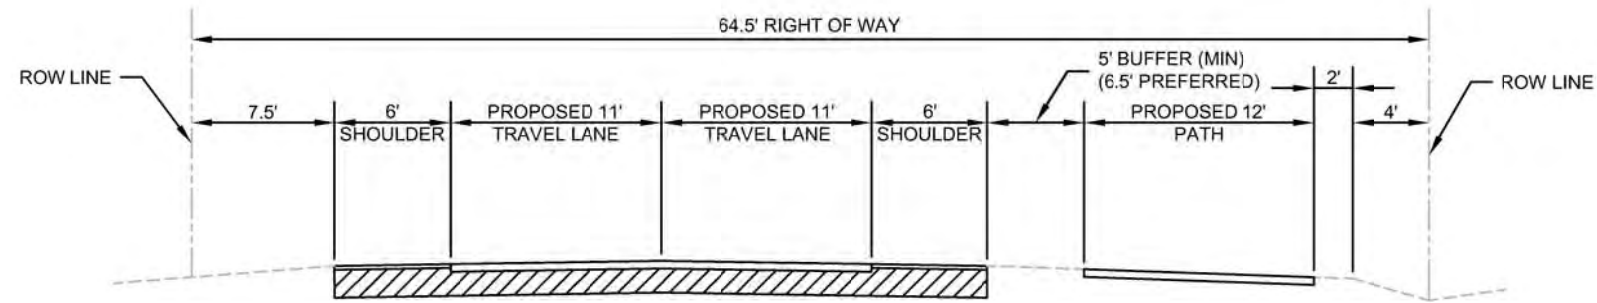 64.5' RIGHT OF WAY
ROW LINE
5' BUFFER (MIN)
(6.5' PREFERRED)
2'
ROW LINE
7.5'
6'
SHOULDER
PROPOSED 11'
TRAVEL LANE
PROPOSED 11'
TRAVEL LANE
6'
SHOULDER
PROPOSED 12'
PATH
4'